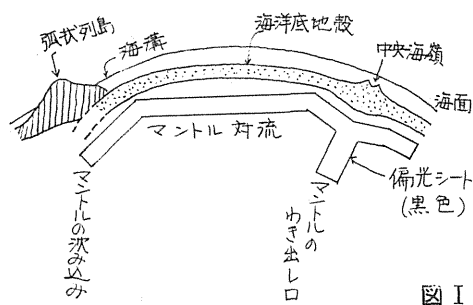 弧状列島
海溝
海洋底地殻
中央海嶺
海面
マントル対流
偏光シート
(黒色)
マントルの沈み込み
マントルの
わき出し口
図 I